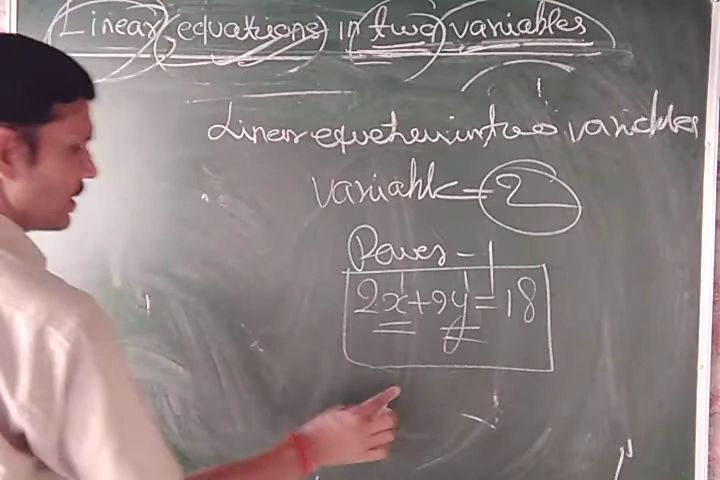 Linear equations in two variables
Linear equation in two variables
Variable = 2
Power - 1
2x+9y=18